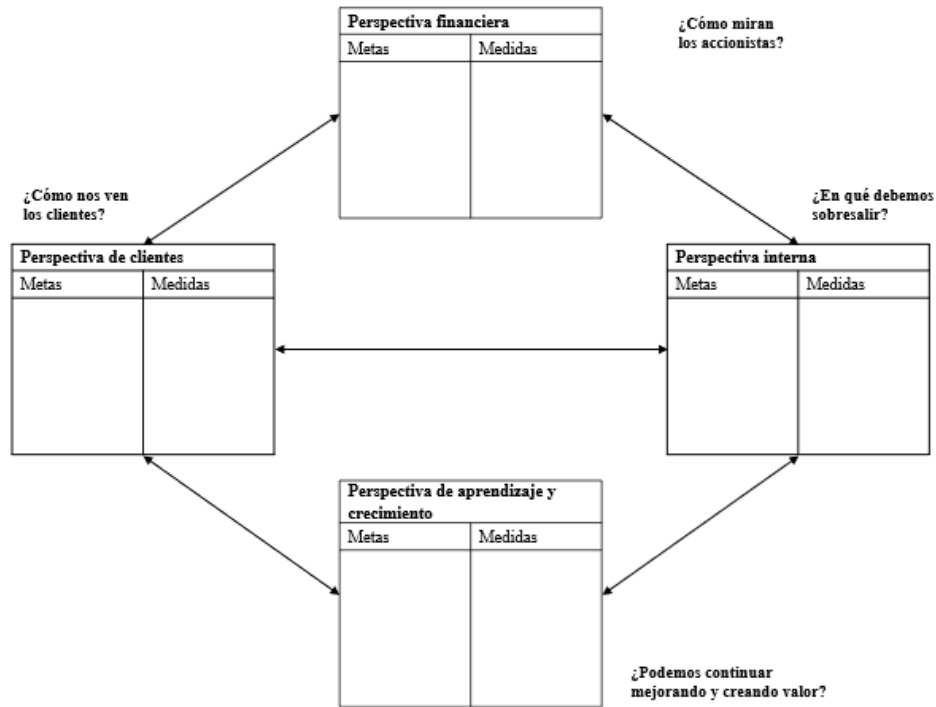 Perspectiva financiera
Metas
Medidas
¿Cómo miran
los accionistas?
¿Cómo nos ven
los clientes?
¿En qué debemos
sobresalir?
Perspectiva de clientes
Metas
Medidas
Perspectiva interna
Metas
Medidas
Perspectiva de aprendizaje y
crecimiento
Metas
Medidas
¿Podemos continuar
mejorando y creando valor?